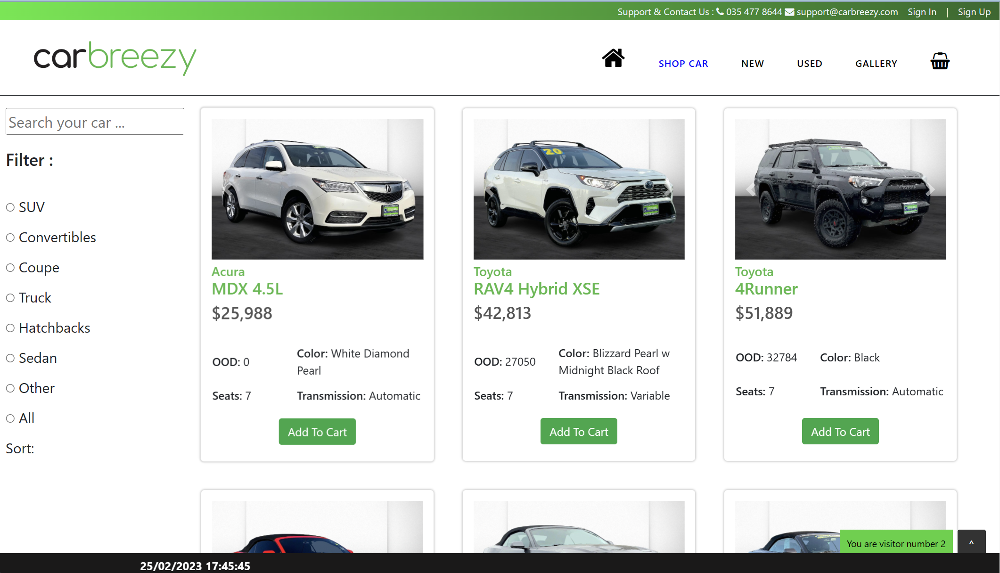 Support & Contact Us : 035 477 8644 support@carbreezy.com Sign In | Sign Up
carbreezy
SHOP CAR NEW USED GALLERY
Search your car ...
Filter :
SUV
Convertibles
Coupe
Truck
Hatchbacks
Sedan
Other
All
Sort:
Acura
MDX 4.5L
$25,988
OOD: 0
Color: White Diamond
Pearl
Seats: 7
Transmission: Automatic
Add To Cart
20
Toyota
RAV4 Hybrid XSE
$42,813
OOD: 27050
Color: Blizzard Pearl w
Midnight Black Roof
Seats: 7
Transmission: Variable
Add To Cart
TOYOTA
Toyota
4Runner
$51,889
OOD: 32784
Color: Black
Seats: 7
Transmission: Automatic
Add To Cart
You are visitor number 2
^
25/02/2023 17:45:45